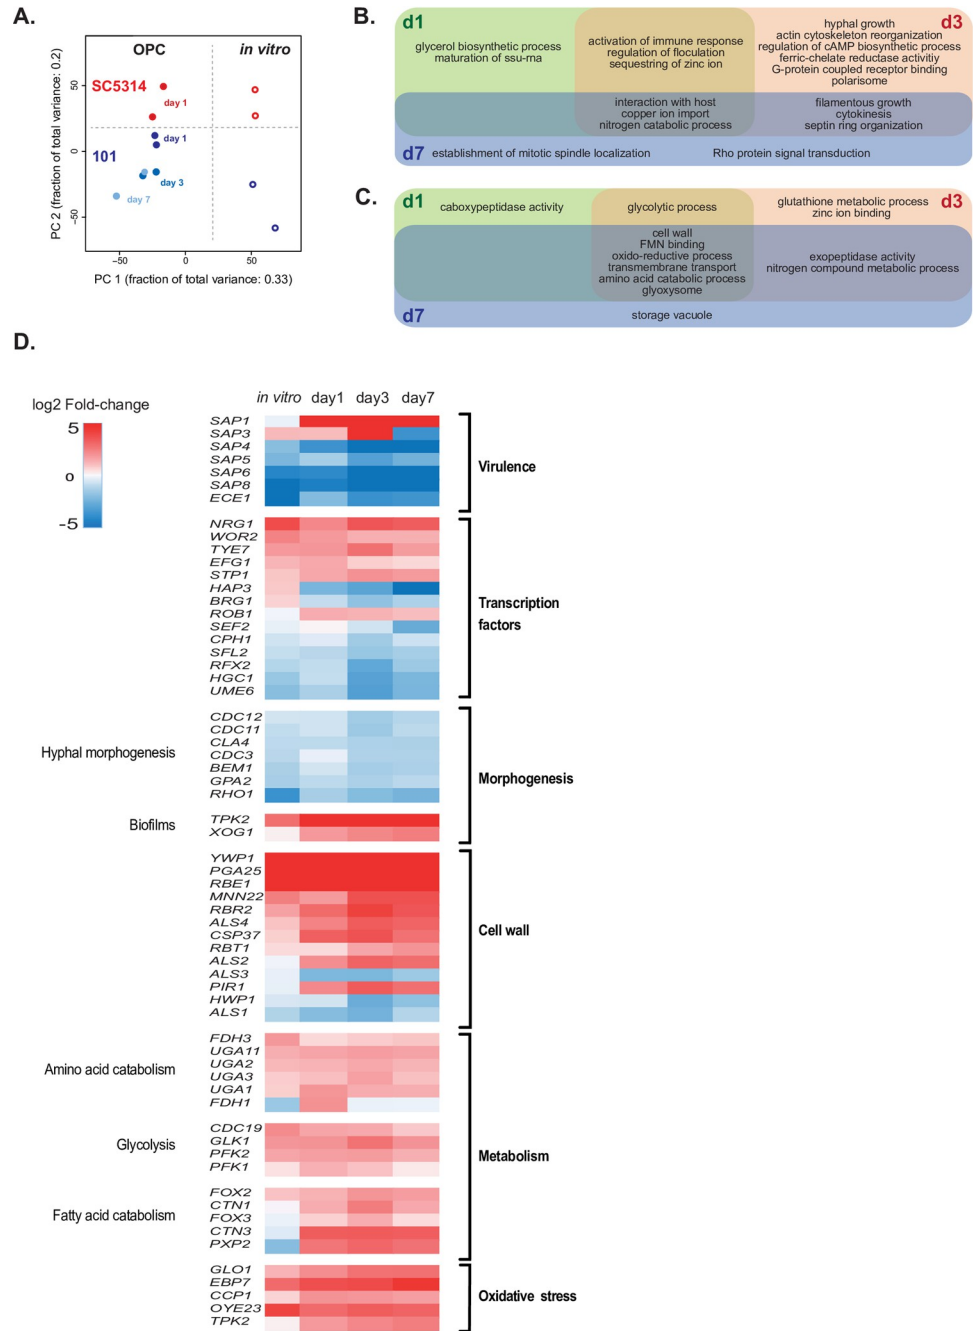 A.
OPC in vitro
SC5314
day 1
day 1
101
day 3
day 7
50
0
−50
−50 0 50
PC 2 (fraction of total variance: 0.2)
PC 1 (fraction of total variance: 0.33)
B.
d1
glycerol biosynthetic process
maturation of ssu-rna
activation of immune response
regulation of floculation
sequestring of zinc ion
d3
hyphal growth
actin cytoskeleton reorganization
regulation of cAMP biosynthetic process
ferric-chelate reductase activitiy
G-protein coupled receptor binding
polarisome
interaction with host
copper ion import
nitrogen catabolic process
filamentous growth
cytokinesis
septin ring organization
d7
establishment of mitotic spindle localization
Rho protein signal transduction
C.
d1
caboxypeptidase activity
glycolytic process
glutathione metabolic process
zinc ion binding
d3
cell wall
FMN binding
oxido-reductive process
transmembrane transport
amino acid catabolic process
glyoxysome
exopeptidase activity
nitrogen compound metabolic process
d7
storage vacuole
D.
log2 Fold-change
5
0
-5
in vitro day1 day3 day7
SAP1
SAP3
SAP4
SAP5
SAP6
SAP8
ECE1
Virulence
NRG1
WOR2
TYE7
EFG1
STP1
HAP3
BRG1
ROB1
SEF2
CPH1
SFL2
RFX2
HGC1
UME6
Transcription
factors
Hyphal morphogenesis
CDC12
CDC11
CLA4
CDC3
BEM1
GPA2
RHO1
Biofilms
TPK2
XOG1
Morphogenesis
YWP1
PGA25
RBE1
MNN22
RBR2
ALS4
CSP37
RBT1
ALS2
ALS3
PIR1
HWP1
ALS1
Cell wall
Amino acid catabolism
FDH3
UGA11
UGA2
UGA3
UGA1
FDH1
Glycolysis
CDC19
GLK1
PFK2
PFK1
Metabolism
Fatty acid catabolism
FOX2
CTN1
FOX3
CTN3
PXP2
GLO1
EBP7
CCP1
OYE23
TPK2
Oxidative stress